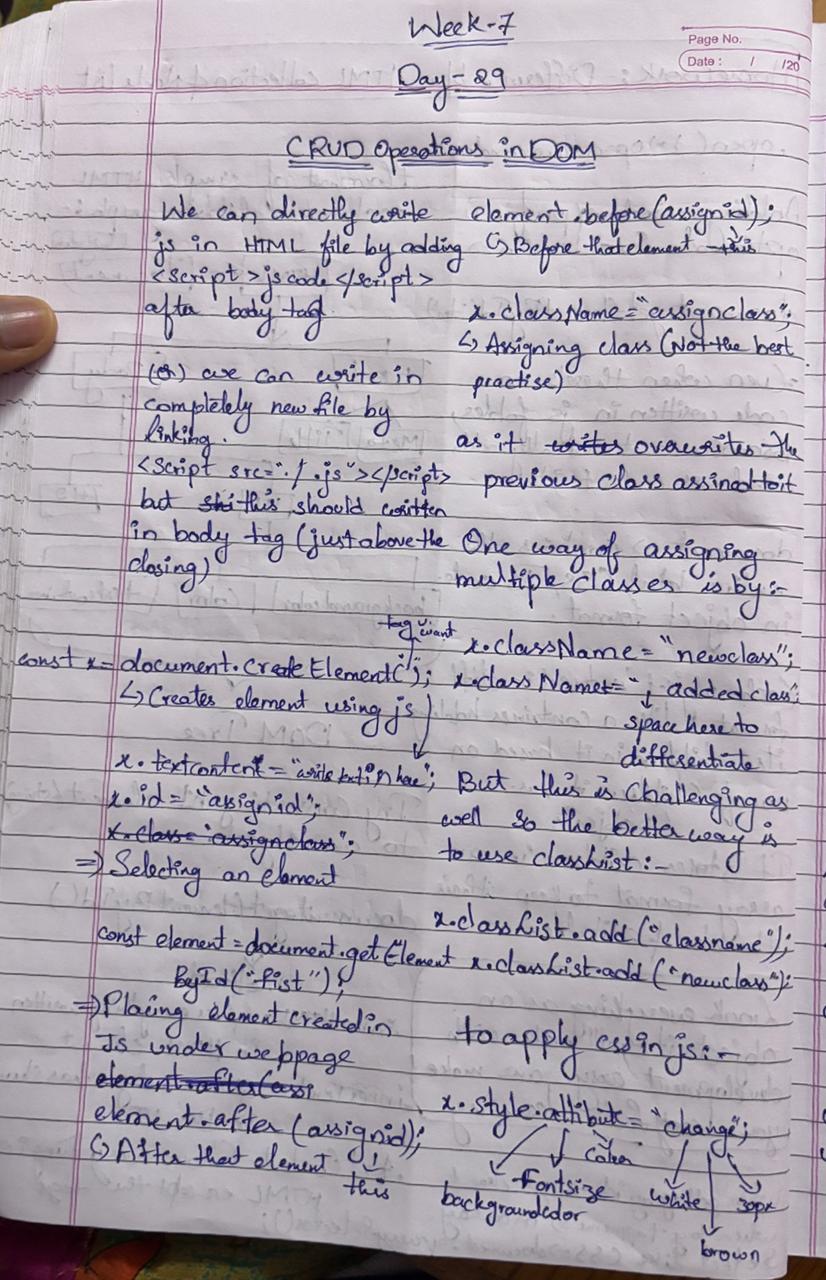 Week-7
Page No.
Date : / /20
Day-29
CRUD Operations in DOM
We can directly write
js in HTML file by adding
<script>js code</script>
after body tag
(or) we can write in
completely new file by
linking.
<script src="./ .js"></script>
but this should written
in body tag (just above the
closing)
tag u want
const x = document.createElement(' ');
↳ Creates element using js
x.textcontent = "write but in here";
x.id = "assignid";
x.class= "assignclass";
=> Selecting an element
const element = document.getElement
ById("first");
=> Placing element created in
Js under webpage
element.after(assi
element.after(assignid);
↳ After that element
this
element.before(assignid);
↳ Before that element this
x.className="assignclass";
↳ Assigning class (Not the best
practise)
as it writes overwrites the
previous class assined to it
One way of assigning
multiple classes is by:-
x.className = "newclass";
x.className+=" added class";
space here to
differentiate
But this is challenging as
well so the better way is
to use classList:-
x.classList.add("classname");
x.classList.add("newclass");
to apply css in js:-
x.style.attibute= "change";
color
Fontsize
backgroundcolor
white
30px
brown